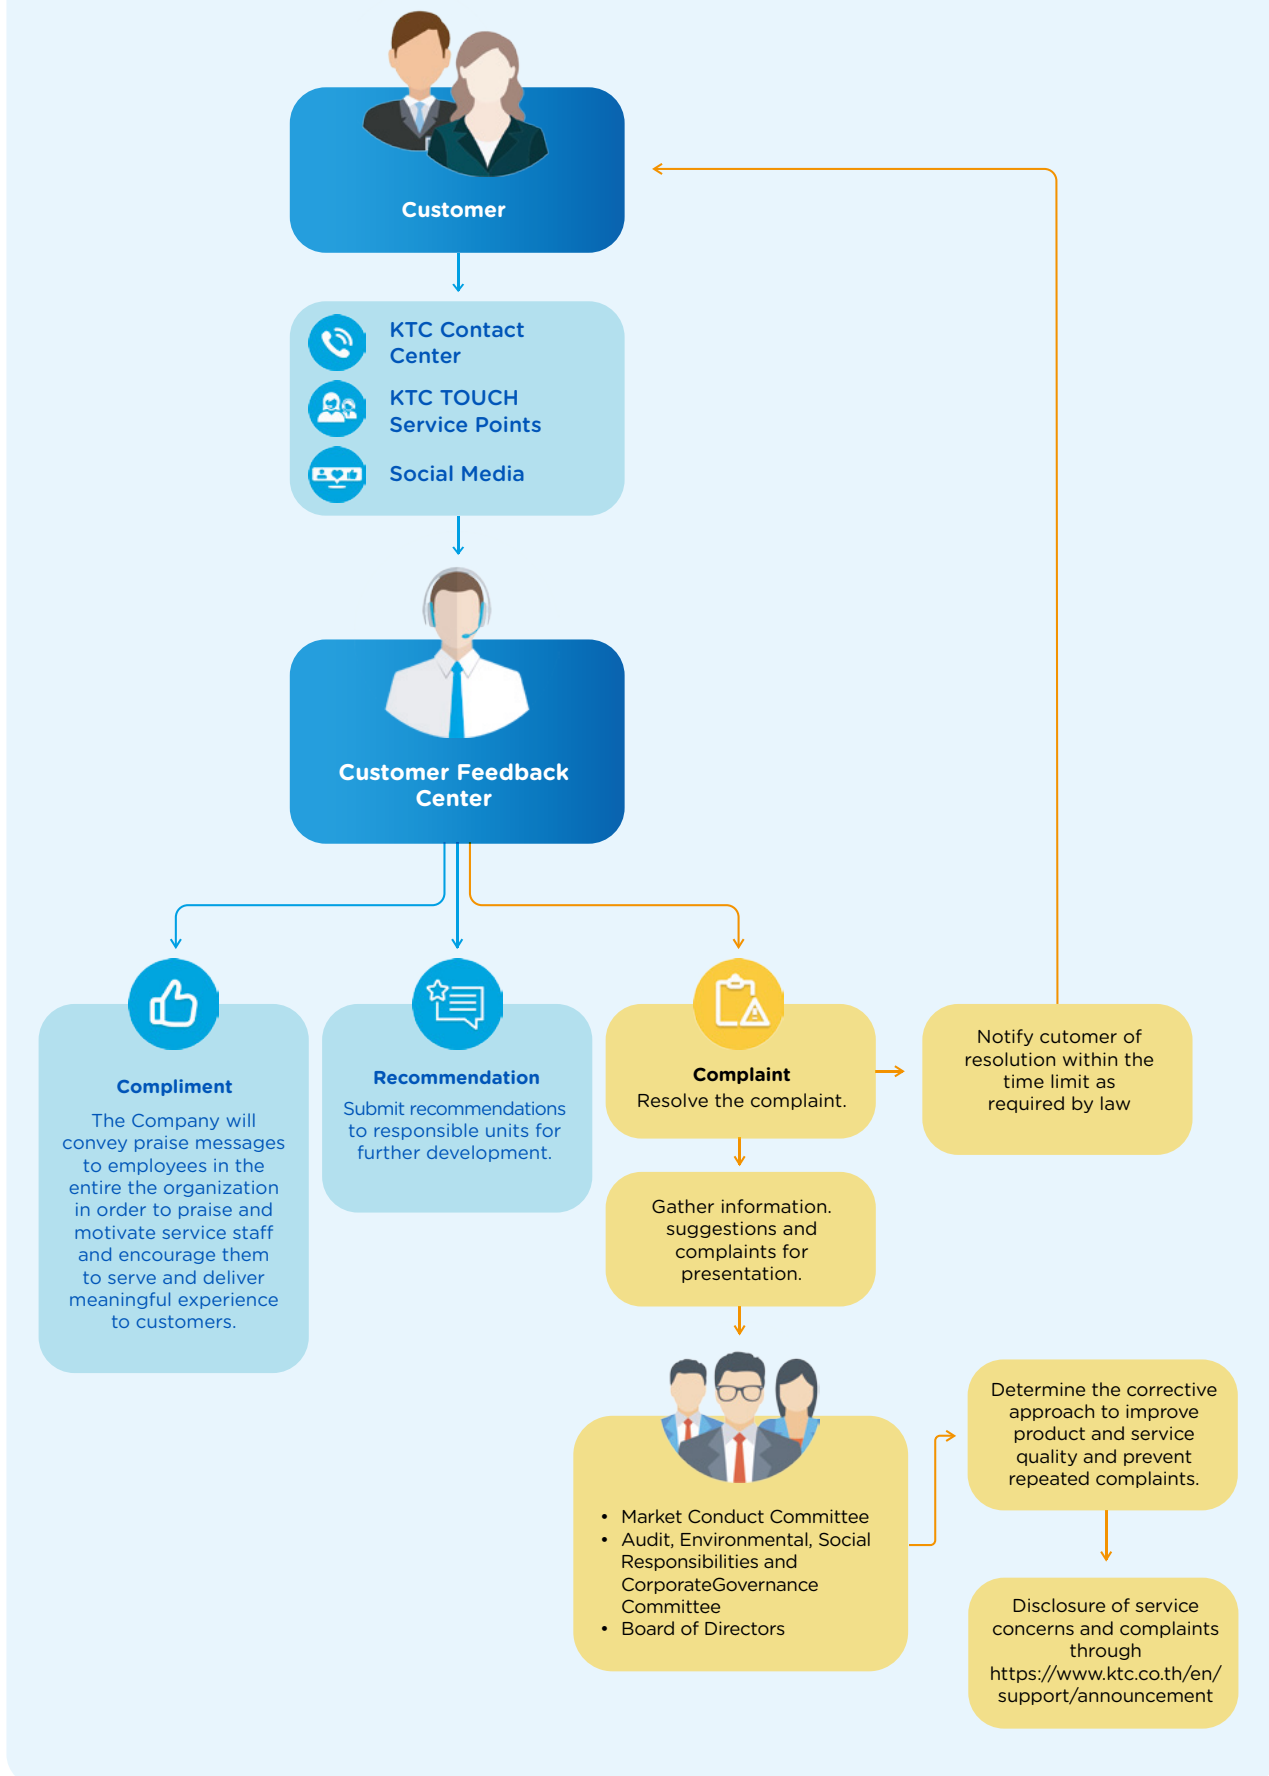 Customer
KTC Contact
Center
KTC TOUCH
Service Points
Social Media
Customer Feedback
Center
Compliment
The Company will
convey praise messages
to employees in the
entire the organization
in order to praise and
motivate service staff
and encourage them
to serve and deliver
meaningful experience
to customers.
Recommendation
Submit recommendations
to responsible units for
further development.
Complaint
Resolve the complaint.
Notify cutomer of
resolution within the
time limit as
required by law
Gather information.
suggestions and
complaints for
presentation.
• Market Conduct Committee
• Audit, Environmental, Social
Responsibilities and
CorporateGovernance
Committee
• Board of Directors
Determine the corrective
approach to improve
product and service
quality and prevent
repeated complaints.
Disclosure of service
concerns and complaints
through
https://www.ktc.co.th/en/
support/announcement